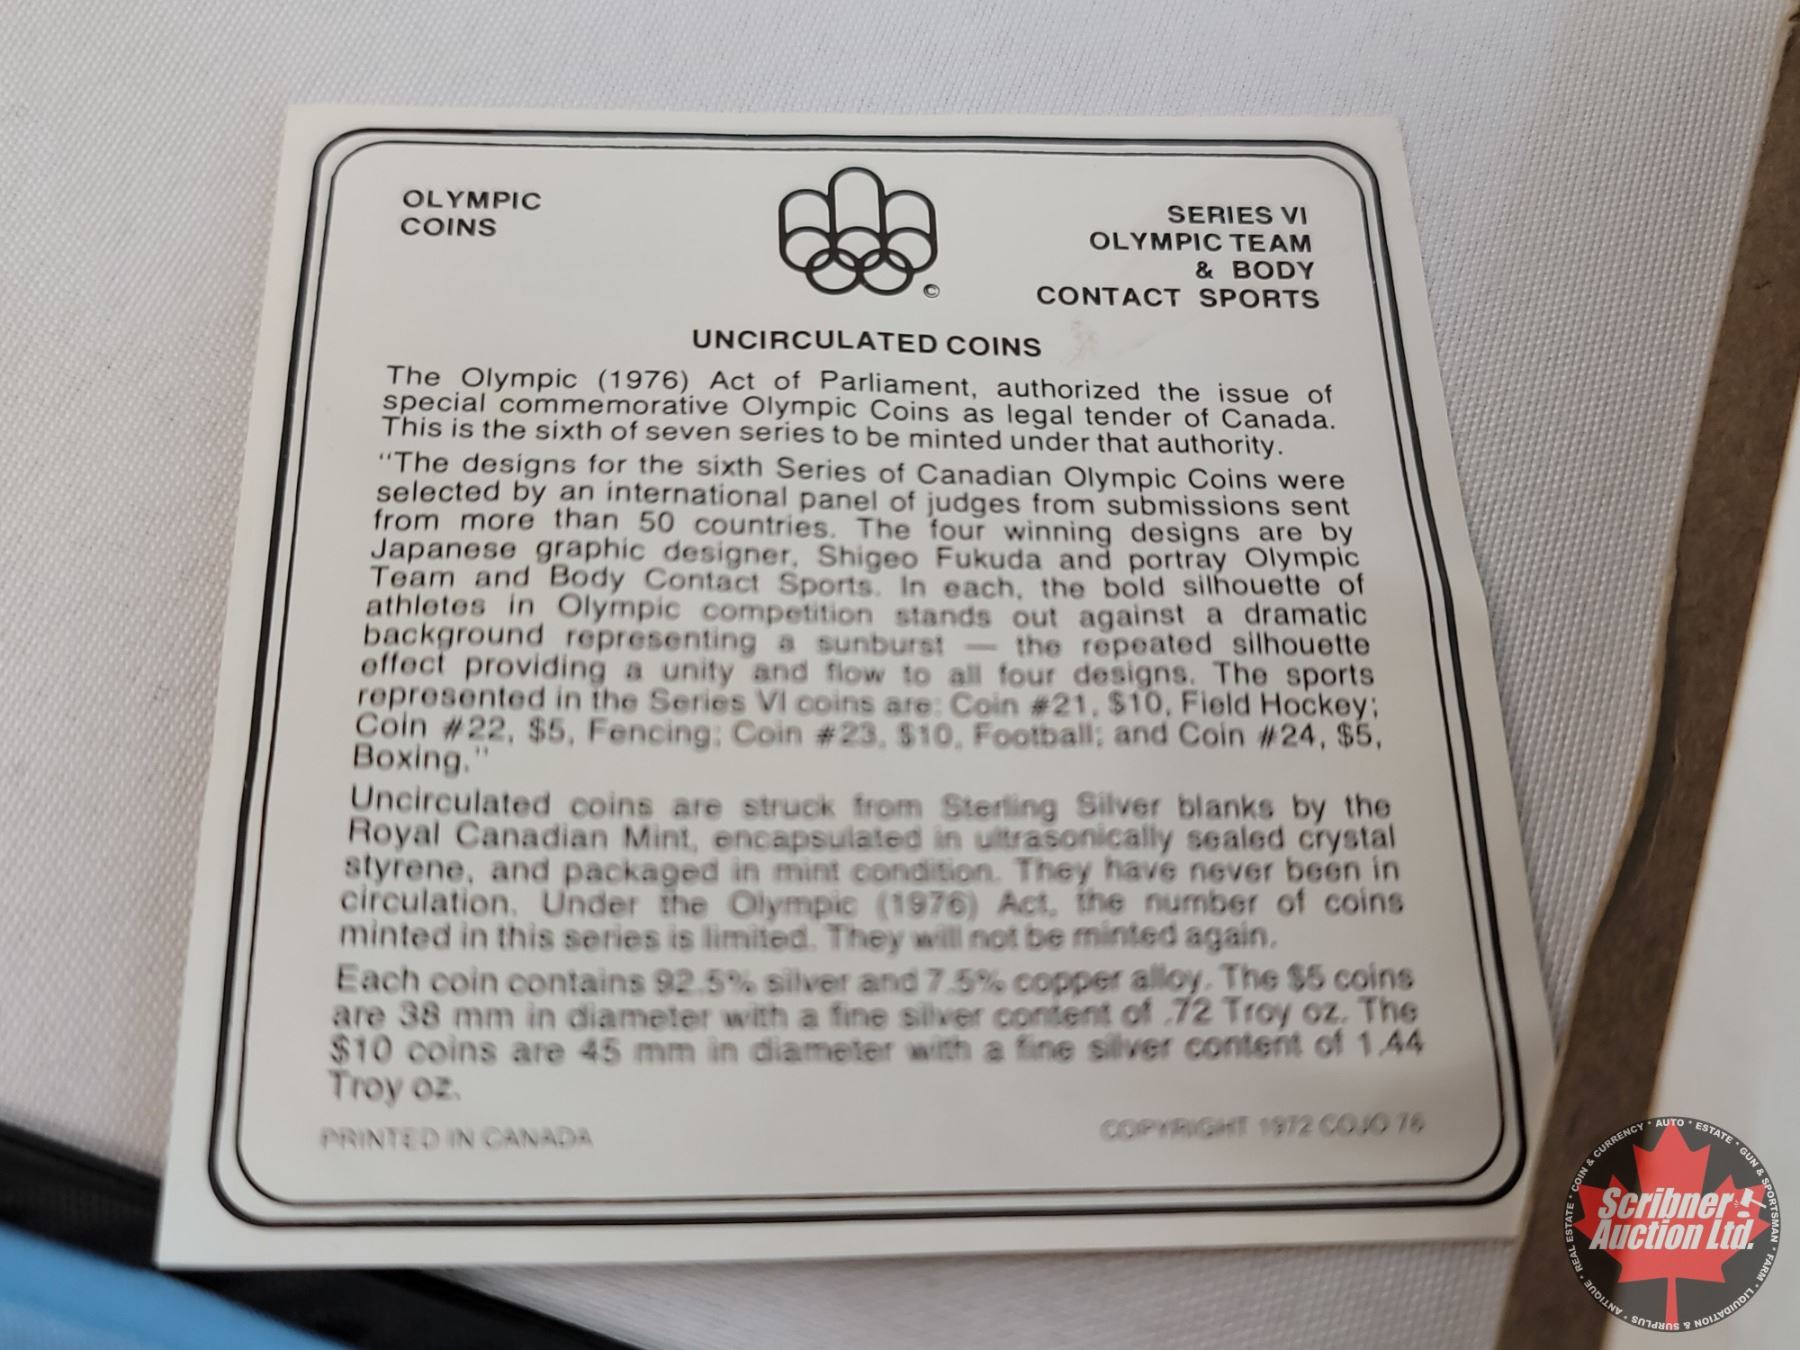 OLYMPIC
COINS
SERIES VI
OLYMPIC TEAM
& BODY
CONTACT SPORTS
©
UNCIRCULATED COINS
The Olympic (1976) Act of Parliament, authorized the issue of
special commemorative Olympic Coins as legal tender of Canada.
This is the sixth of seven series to be minted under that authority.
"The designs for the sixth Series of Canadian Olympic Coins were
selected by an international panel of judges from submissions sent
from more than 50 countries. The four winning designs are by
Japanese graphic designer, Shigeo Fukuda and portray Olympic
Team and Body Contact Sports. In each, the bold silhouette of
athletes in Olympic competition stands out against a dramatic
background representing a sunburst — the repeated silhouette
effect providing a unity and flow to all four designs. The sports
represented in the Series VI coins are: Coin #21, $10, Field Hockey;
Coin #22, $5, Fencing; Coin #23, $10, Football; and Coin #24, $5,
Boxing."
Uncirculated coins are struck from Sterling Silver blanks by the
Royal Canadian Mint, encapsulated in ultrasonically sealed crystal
styrene, and packaged in mint condition. They have never been in
circulation. Under the Olympic (1976) Act, the number of coins
minted in this series is limited. They will not be minted again.
Each coin contains 92.5% silver and 7.5% copper alloy. The $5 coins
are 38 mm in diameter with a fine silver content of .72 Troy oz. The
$10 coins are 45 mm in diameter with a fine silver content of 1.44
Troy oz.
PRINTED IN CANADA
COPYRIGHT 1972 COJO 76
Scribner
Auction Ltd.
ANTIQUE • REAL ESTATE • COIN & CURRENCY • AUTO • ESTATE • GUN & SPORTSMAN • FARM • LIQUIDATION & SURPLUS •